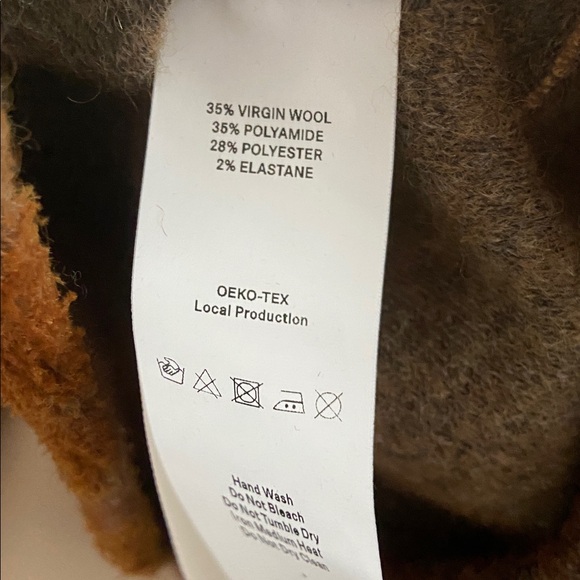 35% VIRGIN WOOL
35% POLYAMIDE
28% POLYESTER
2% ELASTANE
OEKO-TEX
Local Production
Hand Wash
Do Not Bleach
Do Not Tumble Dry
Iron Medium Heat
Do Not Dry Clean